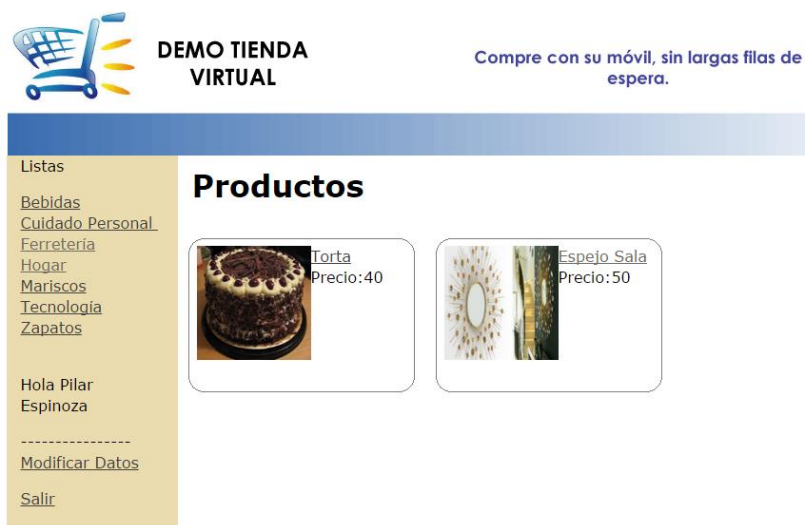 DEMO TIENDA
VIRTUAL
Compre con su móvil, sin largas filas de
espera.
Listas
Bebidas
Cuidado Personal
Ferretería
Hogar
Mariscos
Tecnología
Zapatos
Hola Pilar
Espinoza
----------------
Modificar Datos
Salir
Productos
Torta
Precio:40
Espejo Sala
Precio:50